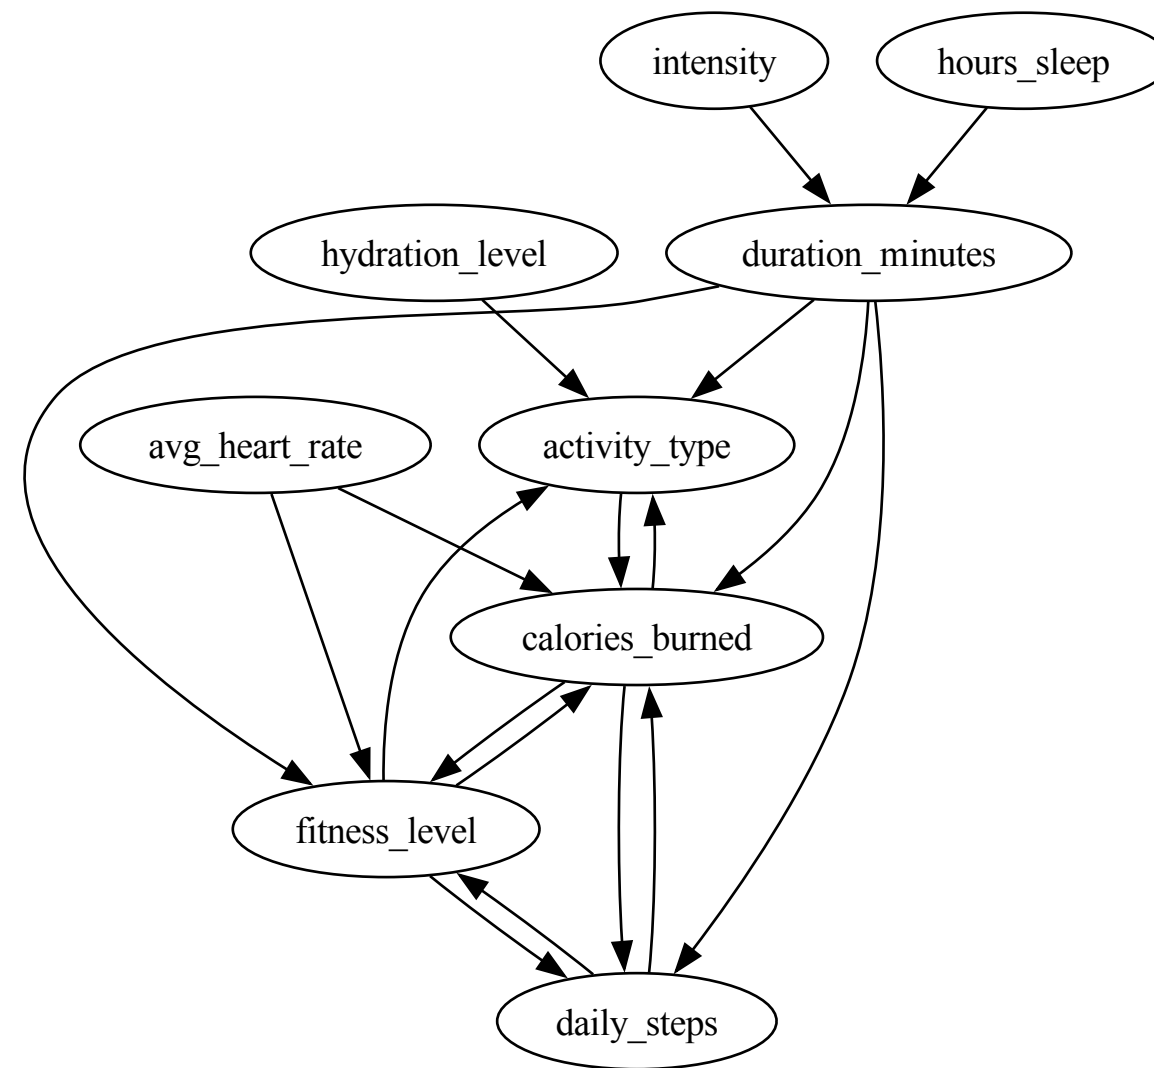 intensity
hours_sleep
hydration_level
duration_minutes
avg_heart_rate
activity_type
calories_burned
fitness_level
daily_steps